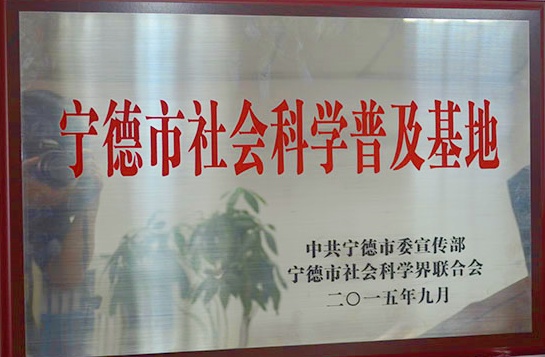 宁德市社会科学普及基地
中共宁德市委宣传部
宁德市社会科学界联合会
二〇一五年九月